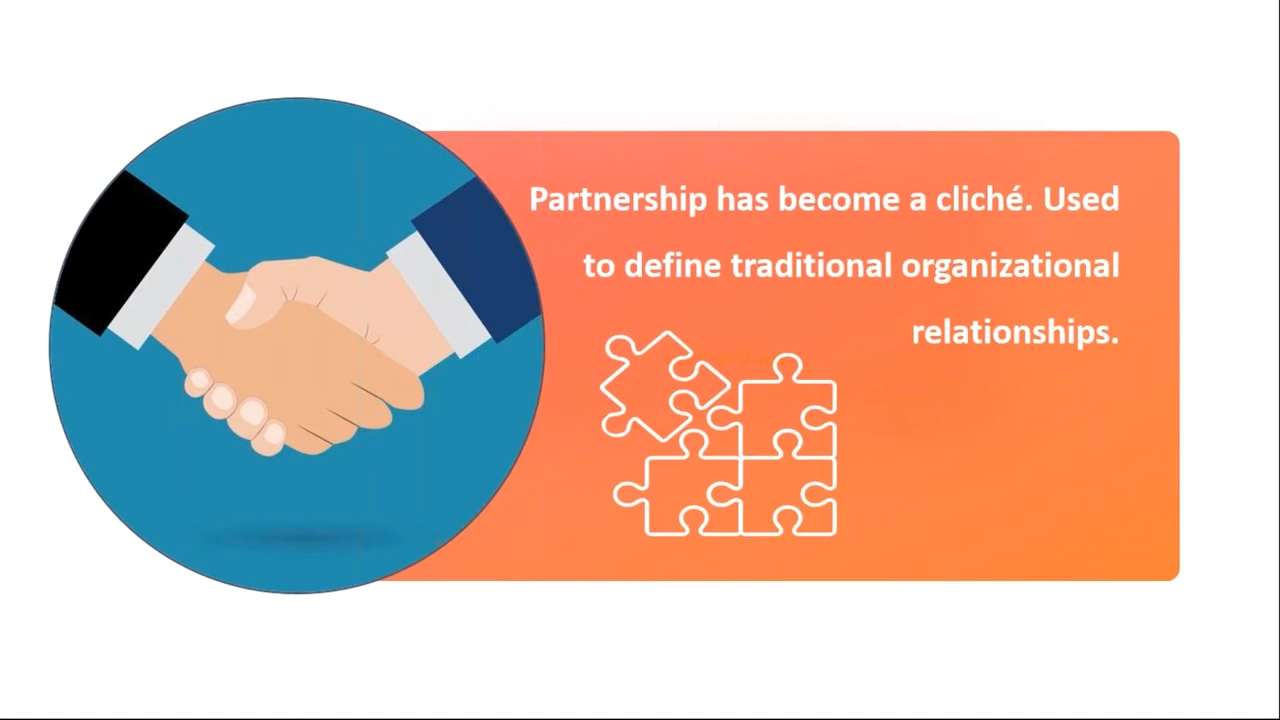 Partnership has become a cliché. Used
to define traditional organizational
relationships.